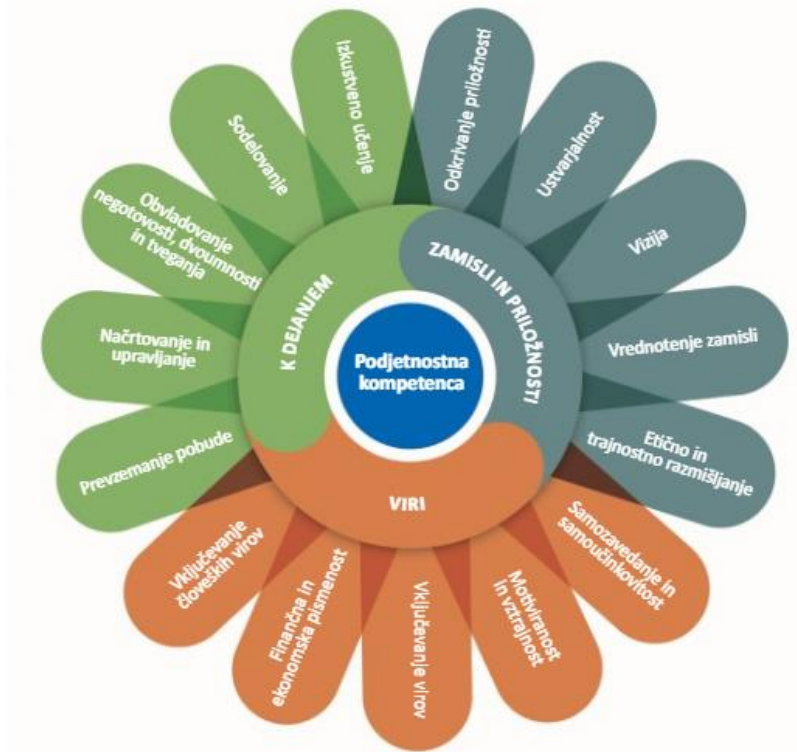 Podjetnostna
kompetenca
ZAMISLI IN PRILOŽNOSTI
Odkrivanje priložnosti
Ustvarjalnost
Vizija
Vrednotenje zamisli
Etično in
trajnostno razmišljanje
VIRI
Samozavedanje in
samoučinkovitost
Motiviranost
in vztrajnost
Vključevanje virov
Finančna in
ekonomska pismenost
Vključevanje
človeških virov
K DEJANJEM
Prevzemanje pobude
Načrtovanje in
upravljanje
Obvladovanje
negotovosti, dvoumnosti
in tveganja
Sodelovanje
Izkustveno učenje